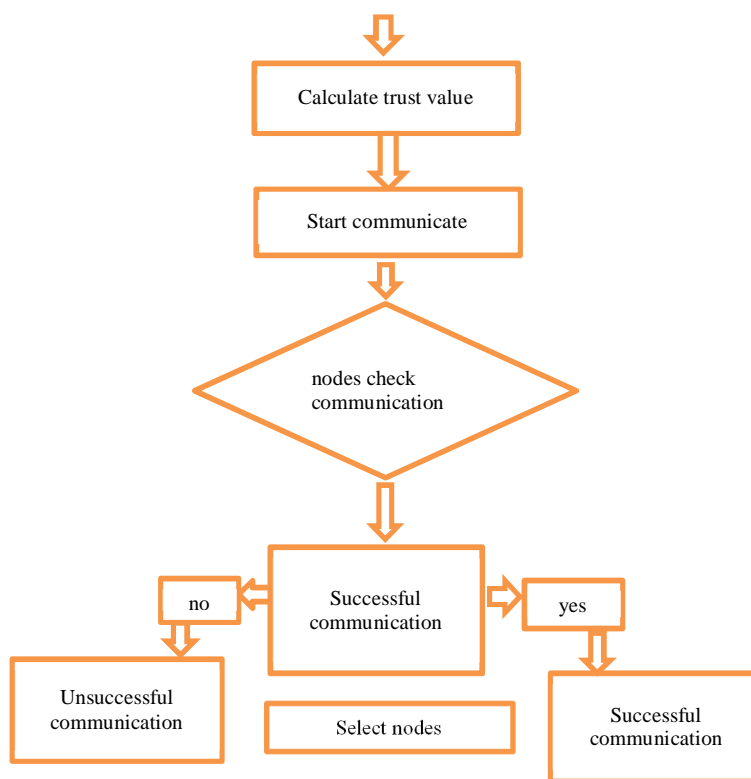 Calculate trust value
Start communicate
nodes check
communication
Successful
communication
no
yes
Unsuccessful
communication
Select nodes
Successful
communication